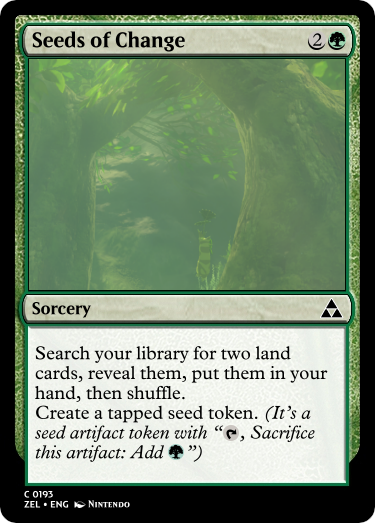 Seeds of Change 2
Sorcery
Search your library for two land
cards, reveal them, put them in your
hand, then shuffle.
Create a tapped seed token. (It's a
seed artifact token with “, Sacrifice
this artifact: Add ”)
C 0193
ZEL • ENG Nintendo